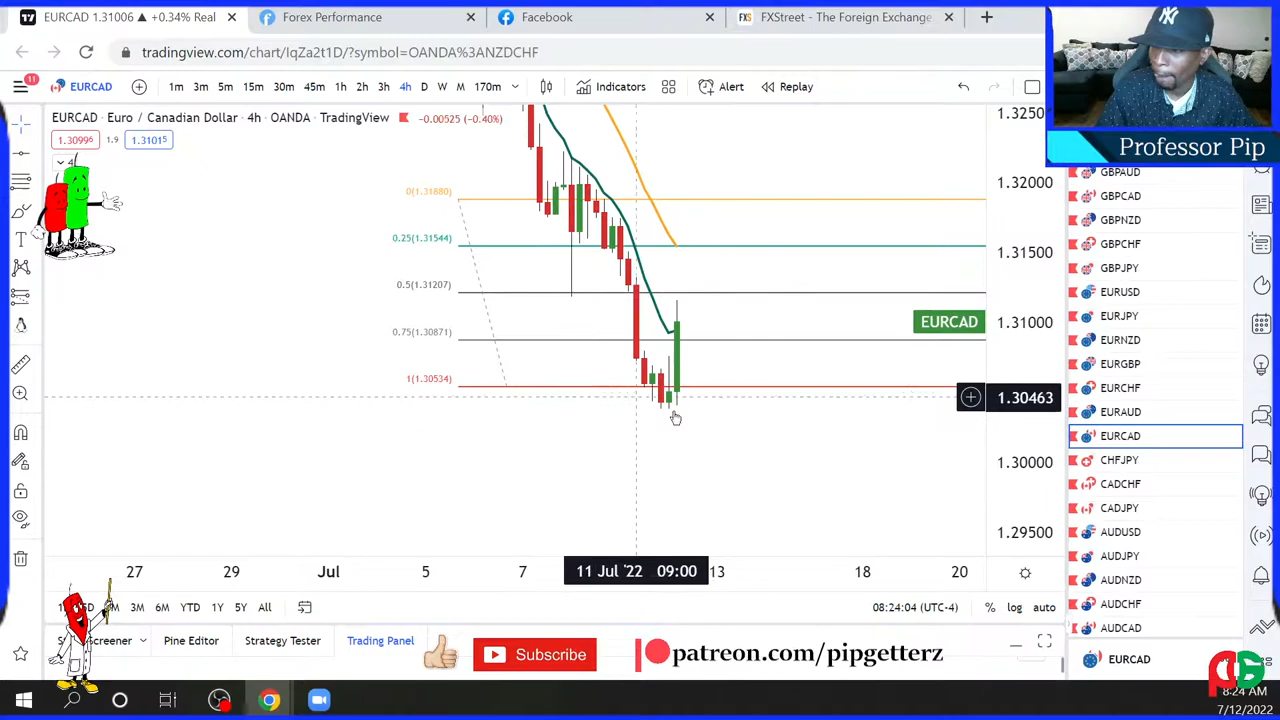 EURCAD 1.31006 ▲ +0.34% Real
Forex Performance
Facebook
FXS
FXStreet - The Foreign Exchange
tradingview.com/chart/IqZa2t1D/?symbol=OANDA%3ANZDCHF
11
EURCAD
1m 3m 5m 15m 30m 45m 1h 2h 3h 4h D W M 170m
Indicators
Alert
Replay
EURCAD · Euro / Canadian Dollar · 4h · OANDA · TradingView
−0.00525 (−0.40%)
1.30996
1.9
1.31015
4
Professor Pip
0(1.31880)
0.25(1.31544)
0.5(1.31207)
0.75(1.30871)
1(1.30534)
EURCAD
1.32500
1.32000
1.31500
1.31000
1.30463
1.30000
1.29500
GBPAUD
GBPCAD
GBPNZD
GBPCHF
GBPJPY
EURUSD
EURJPY
EURNZD
EURGBP
EURCHF
EURAUD
EURCAD
CHFJPY
CADCHF
CADJPY
AUDUSD
AUDJPY
AUDNZD
AUDCHF
AUDCAD
27 29 Jul 5 7 11 Jul '22 09:00 13 18 20
3M 6M YTD 1Y 5Y All
08:24:04 (UTC-4)
% log auto
Pine Editor
Strategy Tester
Trading Panel
EURCAD
Subscribe
patreon.com/pipgetterz
8:24 AM
7/12/2022